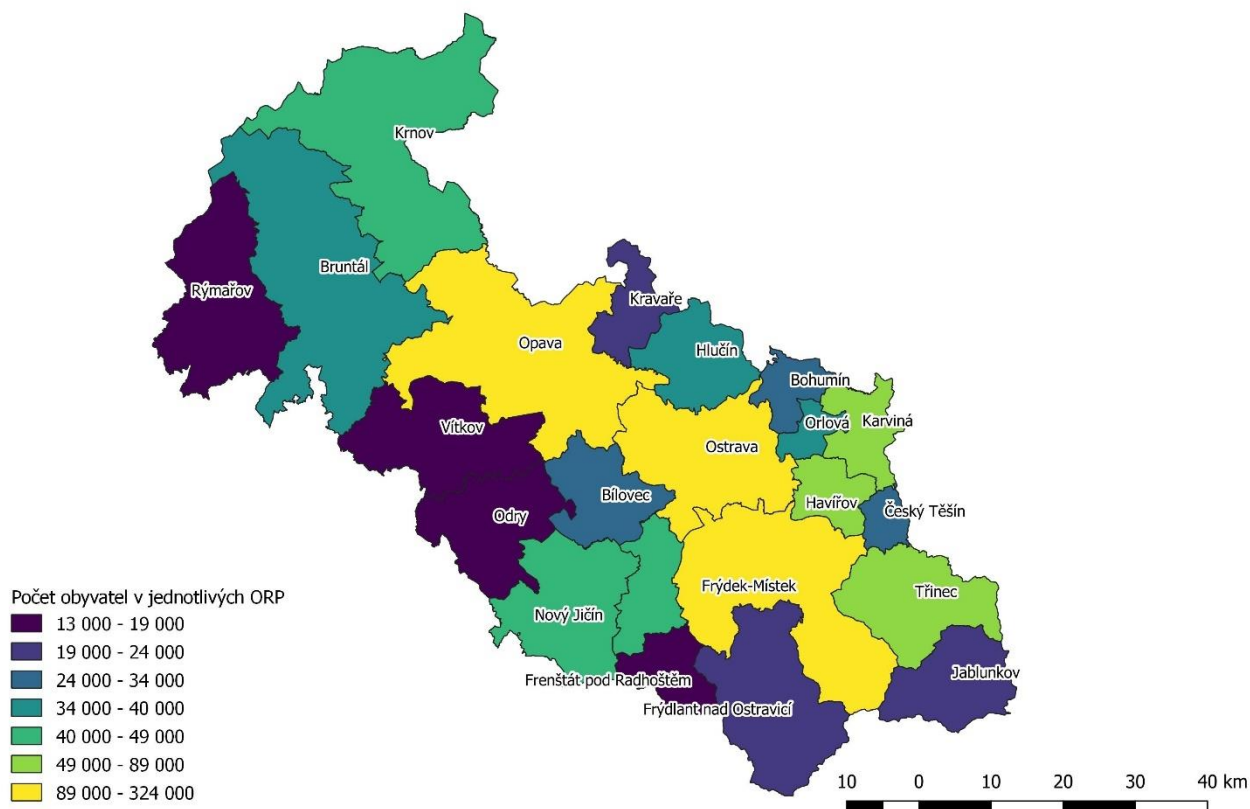 Krnov
Bruntál
Rýmařov
Kravaře
Opava
Hlučín
Bohumín
Orlová
Karviná
Vítkov
Ostrava
Bílovec
Havířov
Český Těšín
Odry
Frýdek-Místek
Třinec
Nový Jičín
Jablunkov
Frenštát pod Radhoštěm
Frýdlant nad Ostravicí
Počet obyvatel v jednotlivých ORP
13 000 - 19 000
19 000 - 24 000
24 000 - 34 000
34 000 - 40 000
40 000 - 49 000
49 000 - 89 000
89 000 - 324 000
10 0 10 20 30 40 km